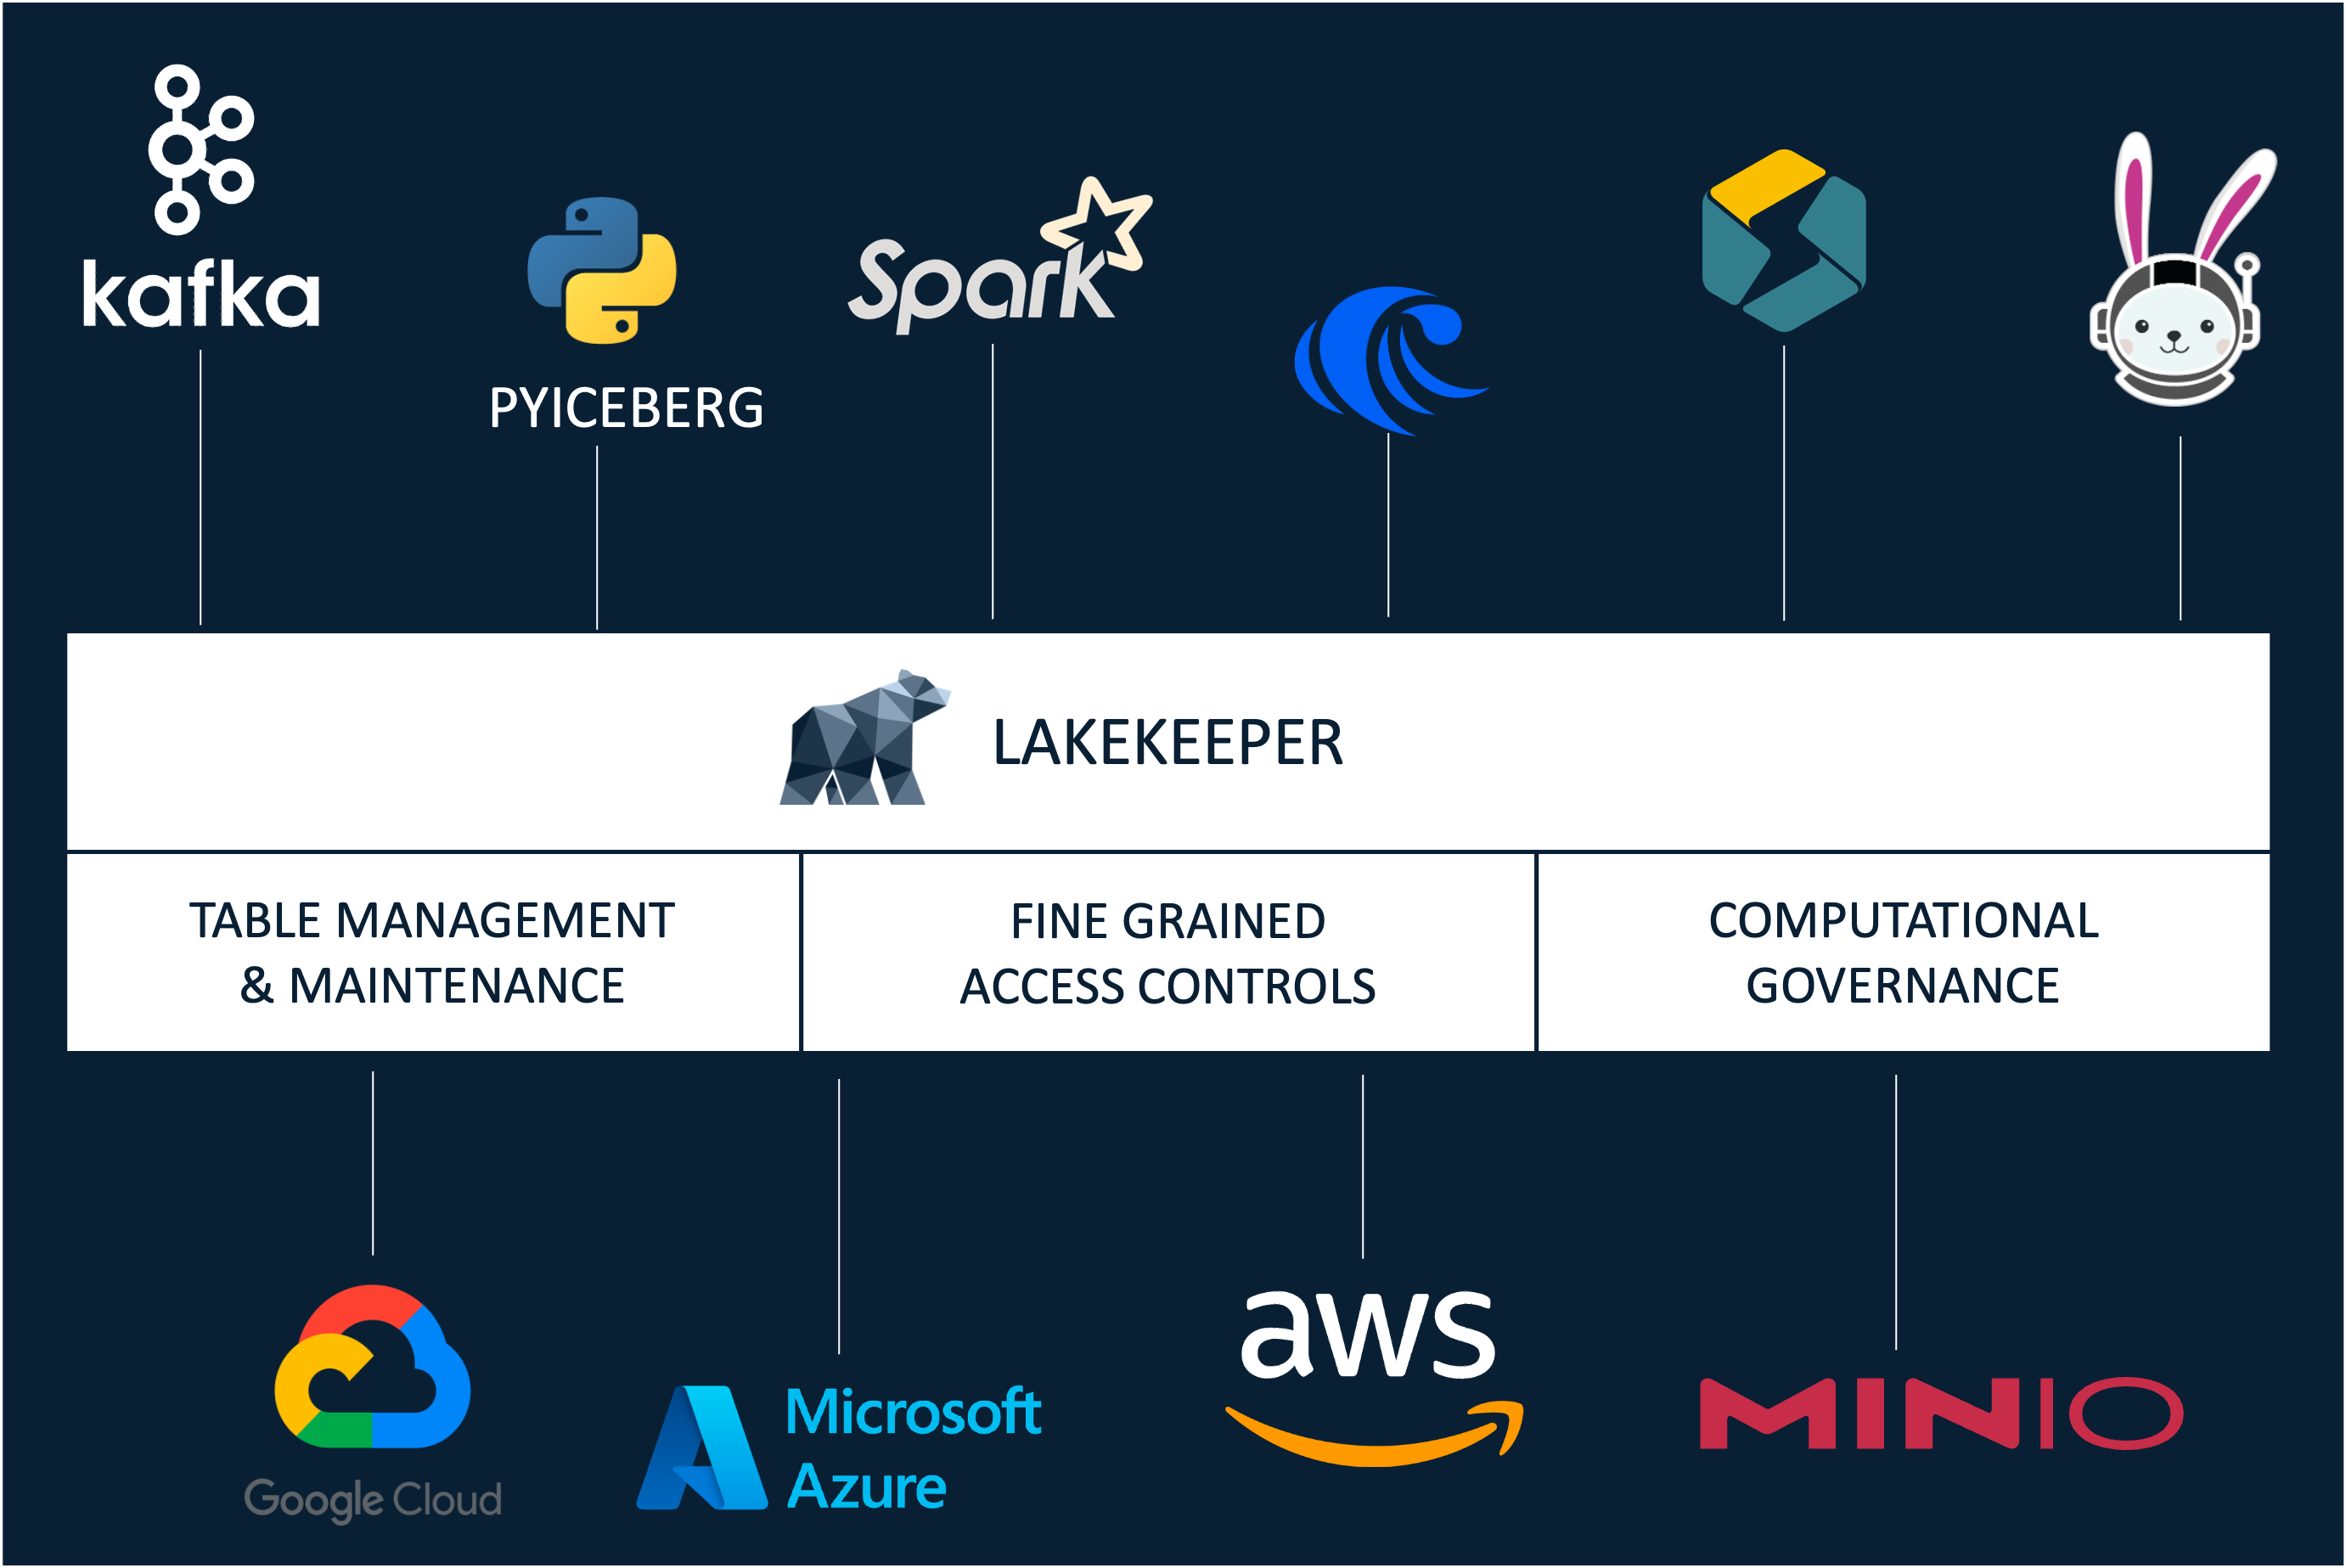 kafka
PYICEBERG
Spark
LAKEKEEPER
TABLE MANAGEMENT
& MAINTENANCE
FINE GRAINED
ACCESS CONTROLS
COMPUTATIONAL
GOVERNANCE
Google Cloud
Microsoft
Azure
aws
MINIO